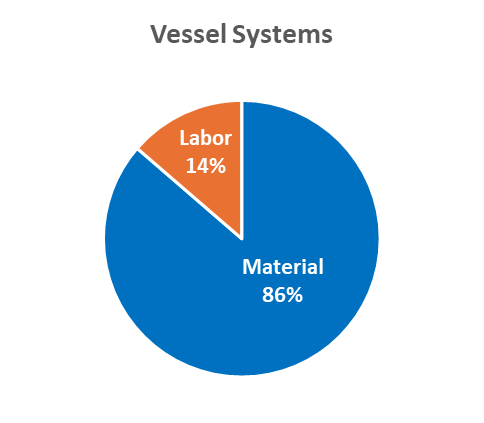 Vessel Systems
Labor
14%
Material
86%